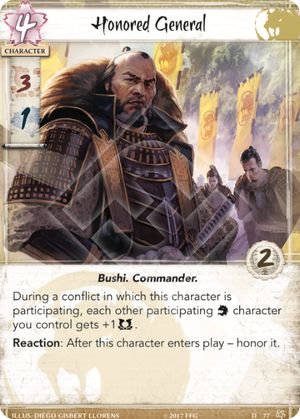 4
Honored General
CHARACTER
3
1
2
Bushi. Commander.
During a conflict in which this character is
participating, each other participating character
you control gets +1.
Reaction: After this character enters play – honor it.
ILLUS: DIEGO GISBERT LLORENS
© 2017 FFG
D 77